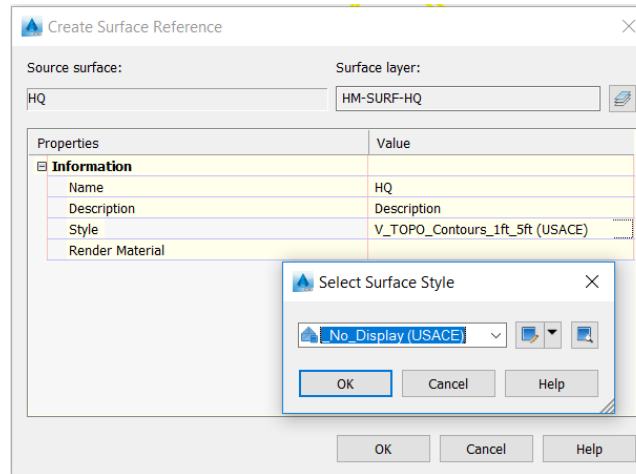 Create Surface Reference
Source surface:
Surface layer:
HQ
HM-SURF-HQ
Properties
Value
Information
Name
HQ
Description
Description
Style
V_TOPO_Contours_1ft_5ft (USACE)
Render Material
Select Surface Style
_No_Display (USACE)
OK
Cancel
Help
OK
Cancel
Help